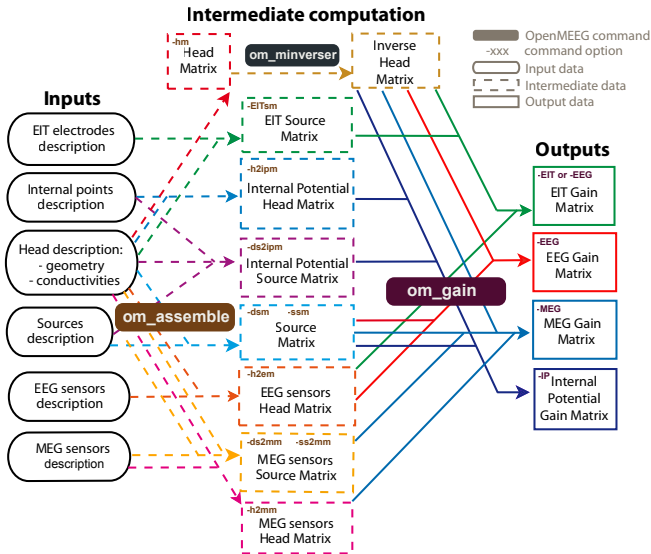 Intermediate computation
OpenMEEG command
-xxx command option
Input data
Intermediate data
Output data
-hm
Head
Matrix
om_minverser
Inverse
Head
Matrix
Inputs
EIT electrodes
description
Internal points
description
Head description:
- geometry
- conductivities
Sources
description
EEG sensors
description
MEG sensors
description
om_assemble
-EITsm
EIT Source
Matrix
-h2ipm
Internal Potential
Head Matrix
-ds2ipm
Internal Potential
Source Matrix
-dsm -ssm
Source
Matrix
-h2em
EEG sensors
Head Matrix
-ds2mm -ss2mm
MEG sensors
Source Matrix
-h2mm
MEG sensors
Head Matrix
om_gain
Outputs
-EIT or -EEG
EIT Gain
Matrix
-EEG
EEG Gain
Matrix
-MEG
MEG Gain
Matrix
-IP Internal
Potential
Gain Matrix